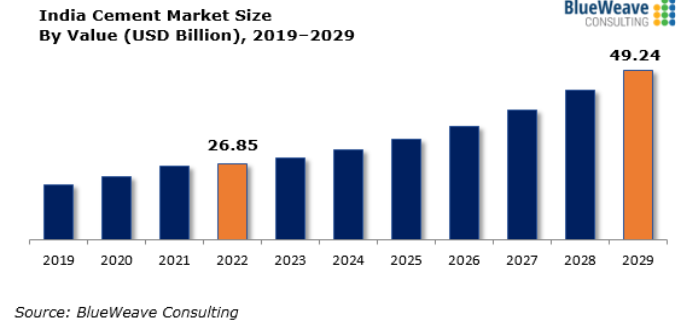 India Cement Market Size
By Value (USD Billion), 2019–2029
BlueWeave
CONSULTING
49.24
26.85
2019 2020 2021 2022 2023 2024 2025 2026 2027 2028 2029
Source: BlueWeave Consulting